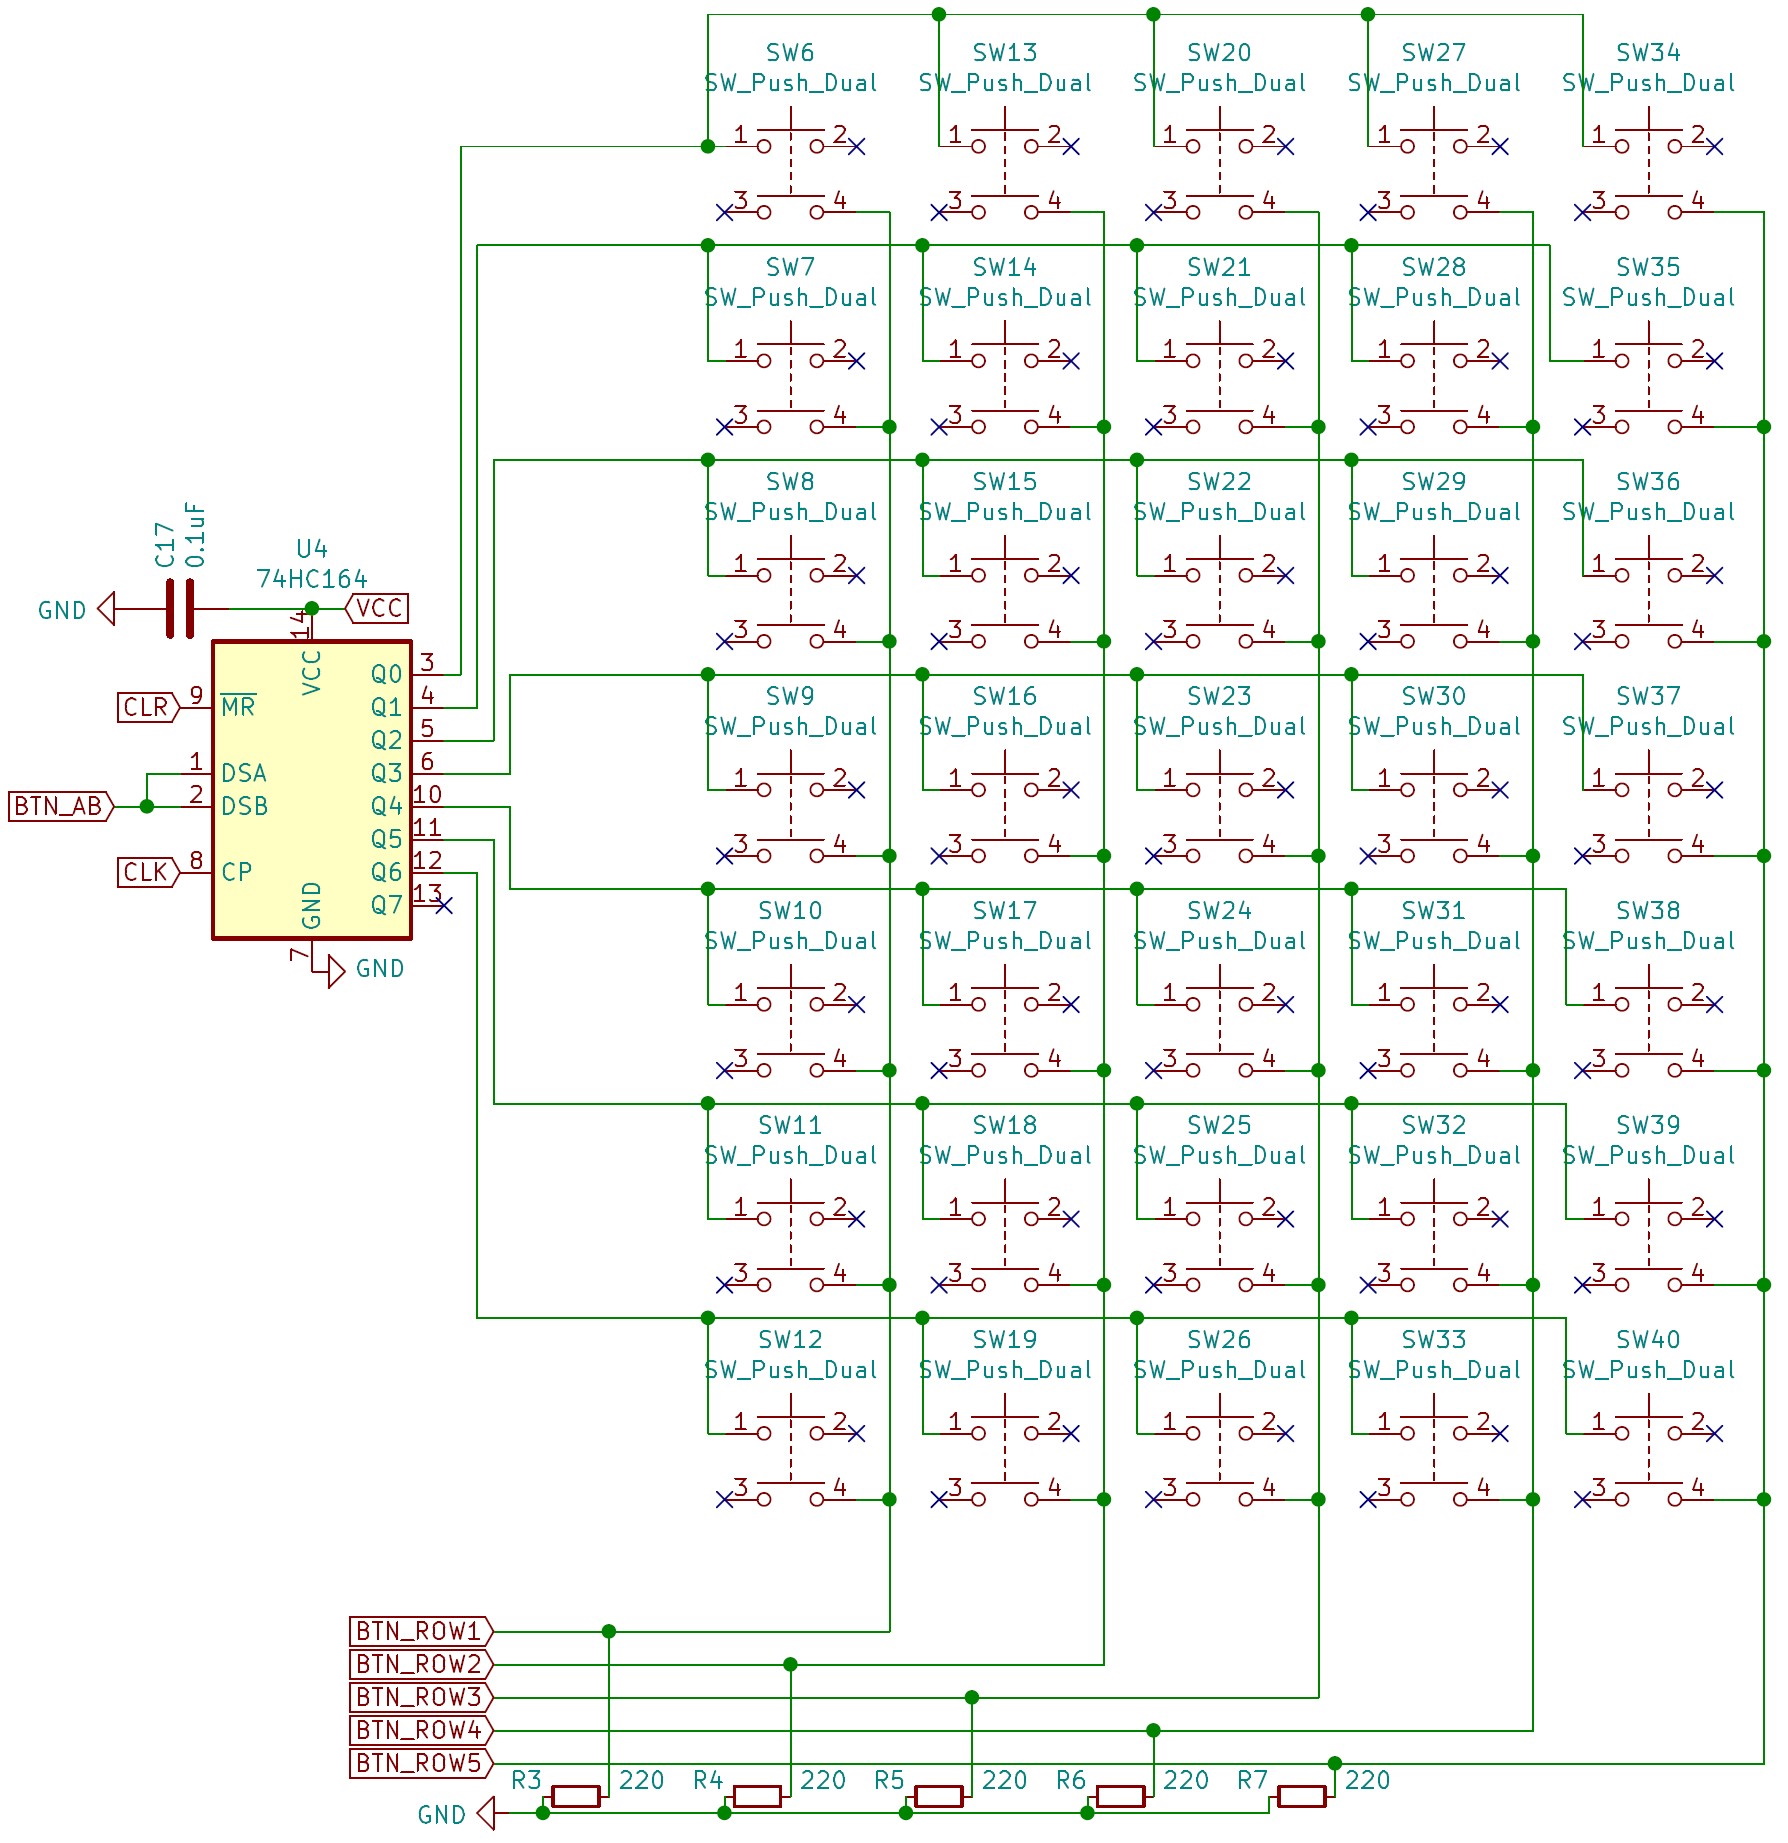 SW6 SW13 SW20 SW27 SW34
SW_Push_Dual SW_Push_Dual SW_Push_Dual SW_Push_Dual SW_Push_Dual
1 2 1 2 1 2 1 2 1 2
3 4 3 4 3 4 3 4 3 4
SW7 SW14 SW21 SW28 SW35
SW_Push_Dual SW_Push_Dual SW_Push_Dual SW_Push_Dual SW_Push_Dual
1 2 1 2 1 2 1 2 1 2
3 4 3 4 3 4 3 4 3 4
SW8 SW15 SW22 SW29 SW36
SW_Push_Dual SW_Push_Dual SW_Push_Dual SW_Push_Dual SW_Push_Dual
1 2 1 2 1 2 1 2 1 2
3 4 3 4 3 4 3 4 3 4
SW9 SW16 SW23 SW30 SW37
SW_Push_Dual SW_Push_Dual SW_Push_Dual SW_Push_Dual SW_Push_Dual
1 2 1 2 1 2 1 2 1 2
3 4 3 4 3 4 3 4 3 4
SW10 SW17 SW24 SW31 SW38
SW_Push_Dual SW_Push_Dual SW_Push_Dual SW_Push_Dual SW_Push_Dual
1 2 1 2 1 2 1 2 1 2
3 4 3 4 3 4 3 4 3 4
SW11 SW18 SW25 SW32 SW39
SW_Push_Dual SW_Push_Dual SW_Push_Dual SW_Push_Dual SW_Push_Dual
1 2 1 2 1 2 1 2 1 2
3 4 3 4 3 4 3 4 3 4
SW12 SW19 SW26 SW33 SW40
SW_Push_Dual SW_Push_Dual SW_Push_Dual SW_Push_Dual SW_Push_Dual
1 2 1 2 1 2 1 2 1 2
3 4 3 4 3 4 3 4 3 4
C17
0.1uF
U4
74HC164
GND
VCC
14
VCC
Q0 3
CLR 9 MR
Q1 4
Q2 5
1 DSA
Q3 6
BTN_AB 2 DSB
Q4 10
Q5 11
CLK 8 CP
Q6 12
Q7 13
GND
7
GND
BTN_ROW1
BTN_ROW2
BTN_ROW3
BTN_ROW4
BTN_ROW5
R3 220 R4 220 R5 220 R6 220 R7 220
GND